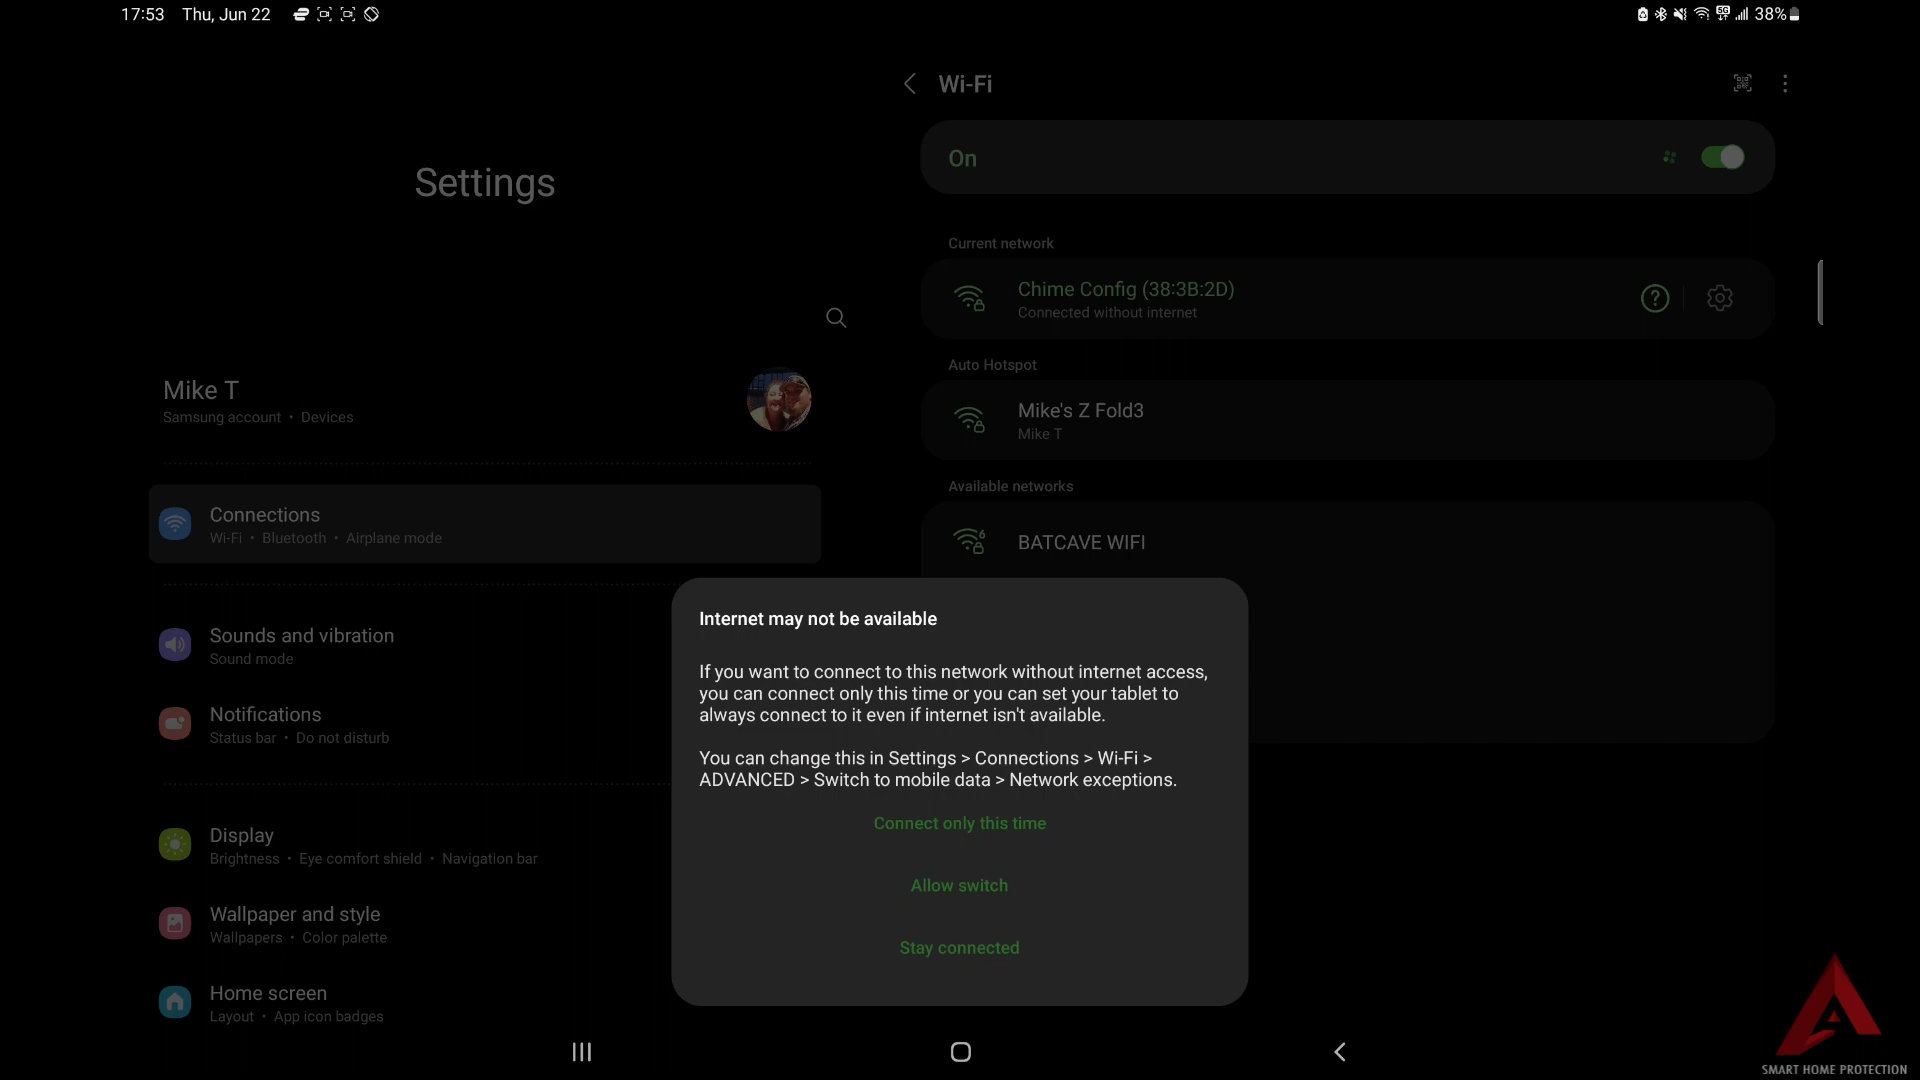 17:53 Thu, Jun 22
5G 38%
Wi-Fi
On
Settings
Current network
Chime Config (38:3B:2D)
Connected without internet
Auto Hotspot
Mike's Z Fold3
Mike T
Available networks
BATCAVE WIFI
Mike T
Samsung account • Devices
Connections
Wi-Fi • Bluetooth • Airplane mode
Sounds and vibration
Sound mode
Notifications
Status bar • Do not disturb
Display
Brightness • Eye comfort shield • Navigation bar
Wallpaper and style
Wallpapers • Color palette
Home screen
Layout • App icon badges
Internet may not be available
If you want to connect to this network without internet access,
you can connect only this time or you can set your tablet to
always connect to it even if internet isn't available.
You can change this in Settings > Connections > Wi-Fi >
ADVANCED > Switch to mobile data > Network exceptions.
Connect only this time
Allow switch
Stay connected
SMART HOME PROTECTION